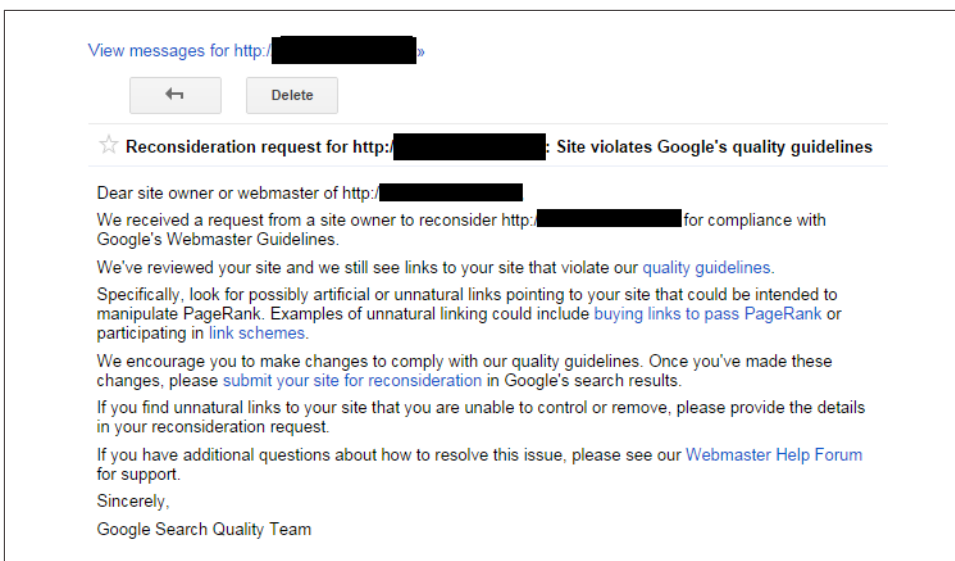 View messages for http:/ »
Delete
Reconsideration request for http:/ : Site violates Google's quality guidelines
Dear site owner or webmaster of http:/
We received a request from a site owner to reconsider http:/ for compliance with
Google's Webmaster Guidelines.
We've reviewed your site and we still see links to your site that violate our quality guidelines.
Specifically, look for possibly artificial or unnatural links pointing to your site that could be intended to
manipulate PageRank. Examples of unnatural linking could include buying links to pass PageRank or
participating in link schemes.
We encourage you to make changes to comply with our quality guidelines. Once you've made these
changes, please submit your site for reconsideration in Google's search results.
If you find unnatural links to your site that you are unable to control or remove, please provide the details
in your reconsideration request.
If you have additional questions about how to resolve this issue, please see our Webmaster Help Forum
for support.
Sincerely,
Google Search Quality Team